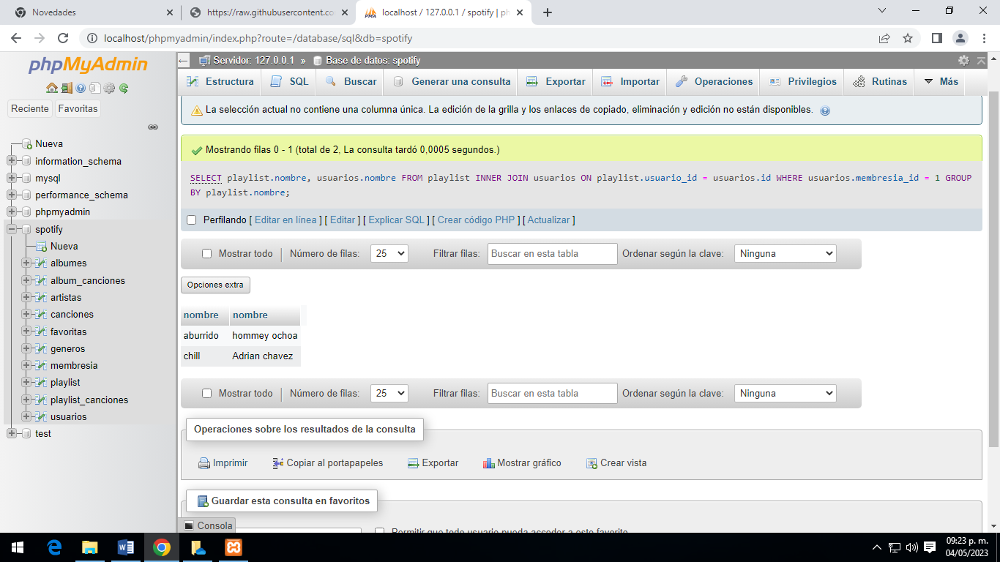 Novedades
https://raw.githubusercontent.co
localhost / 127.0.0.1 / spotify | ph
localhost/phpmyadmin/index.php?route=/database/sql&db=spotify
phpMyAdmin
Reciente
Favoritas
Nueva
information_schema
mysql
performance_schema
phpmyadmin
spotify
Nueva
albumes
album_canciones
artistas
canciones
favoritas
generos
membresia
playlist
playlist_canciones
usuarios
test
Servidor: 127.0.0.1 » Base de datos: spotify
Estructura SQL Buscar Generar una consulta Exportar Importar Operaciones Privilegios Rutinas Más
La selección actual no contiene una columna única. La edición de la grilla y los enlaces de copiado, eliminación y edición no están disponibles.
Mostrando filas 0 - 1 (total de 2, La consulta tardó 0,0005 segundos.)
SELECT playlist.nombre, usuarios.nombre FROM playlist INNER JOIN usuarios ON playlist.usuario_id = usuarios.id WHERE usuarios.membresia_id = 1 GROUP
BY playlist.nombre;
Perfilando [ Editar en línea ] [ Editar ] [ Explicar SQL ] [ Crear código PHP ] [ Actualizar ]
Mostrar todo | Número de filas: 25 Filtrar filas: Buscar en esta tabla Ordenar según la clave: Ninguna
Opciones extra
nombre nombre
aburrido hommey ochoa
chill Adrian chavez
Mostrar todo | Número de filas: 25 Filtrar filas: Buscar en esta tabla Ordenar según la clave: Ninguna
Operaciones sobre los resultados de la consulta
Imprimir Copiar al portapapeles Exportar Mostrar gráfico Crear vista
Guardar esta consulta en favoritos
Consola
Permitir que todo usuario pueda acceder a este favorito
09:23 p. m.
04/05/2023